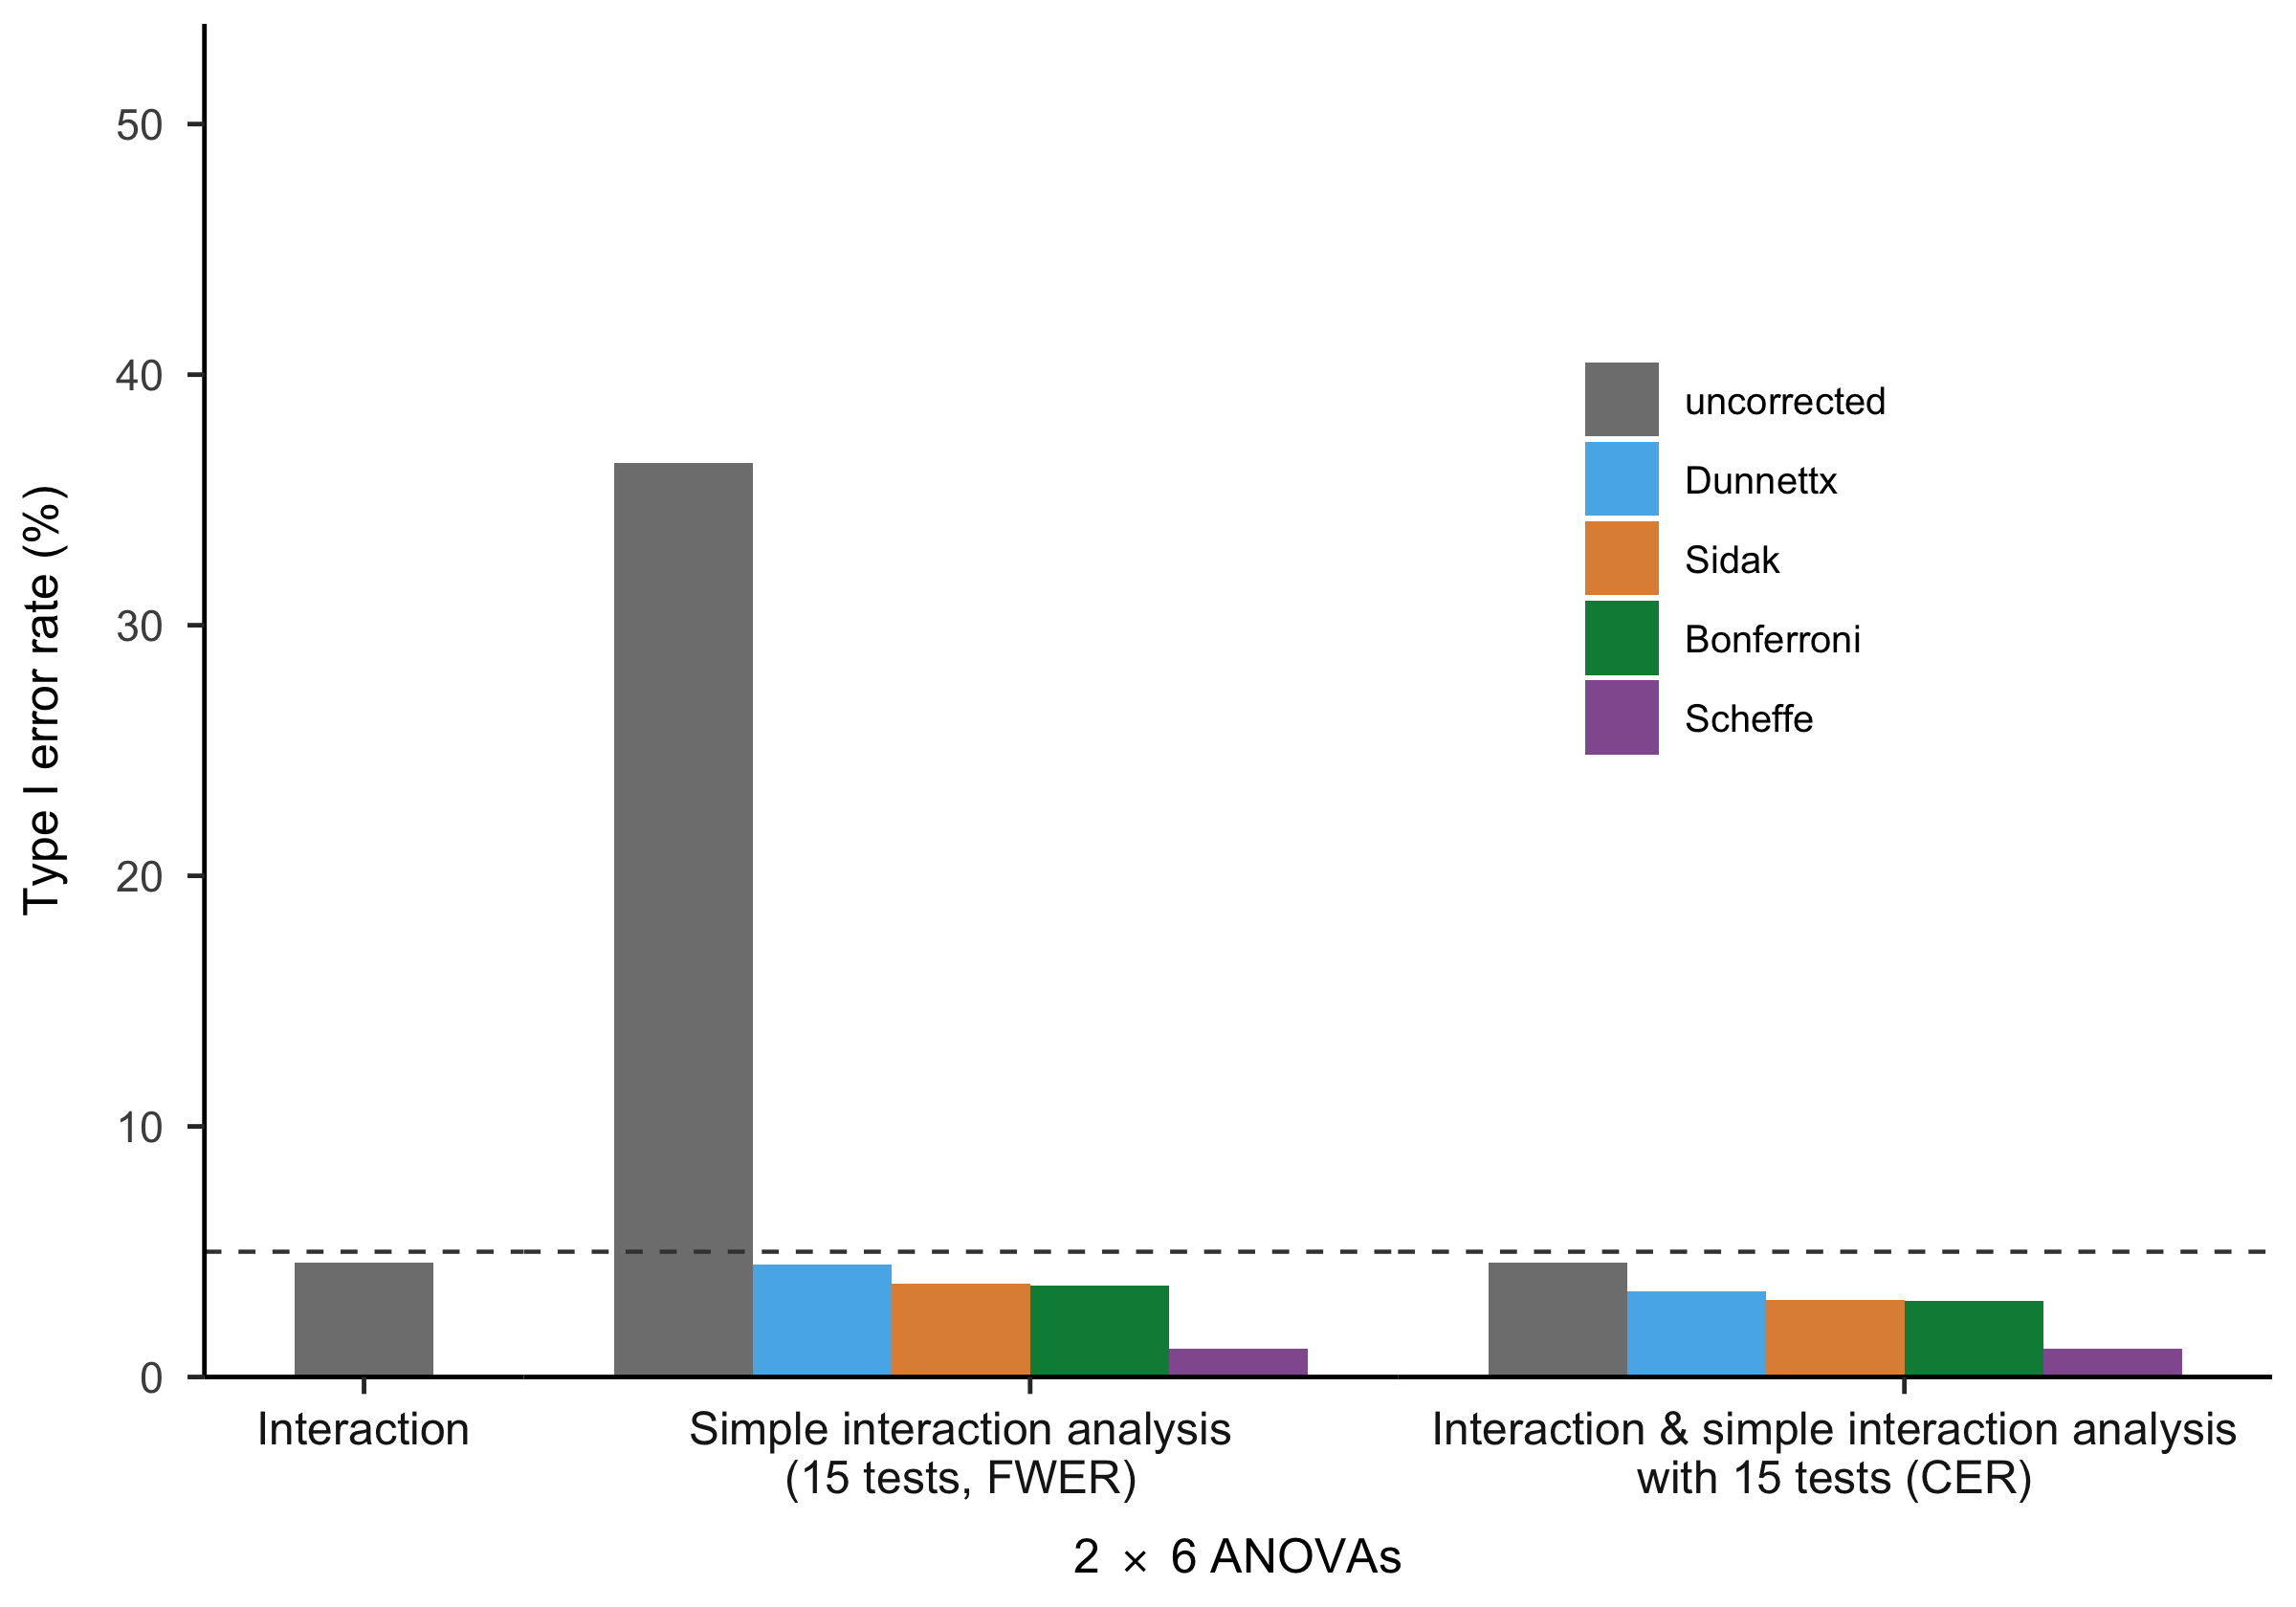 Type I error rate (%)
50
40
30
20
10
0
uncorrected
Dunnettx
Sidak
Bonferroni
Scheffe
Interaction
Simple interaction analysis
(15 tests, FWER)
Interaction & simple interaction analysis
with 15 tests (CER)
2 × 6 ANOVAs